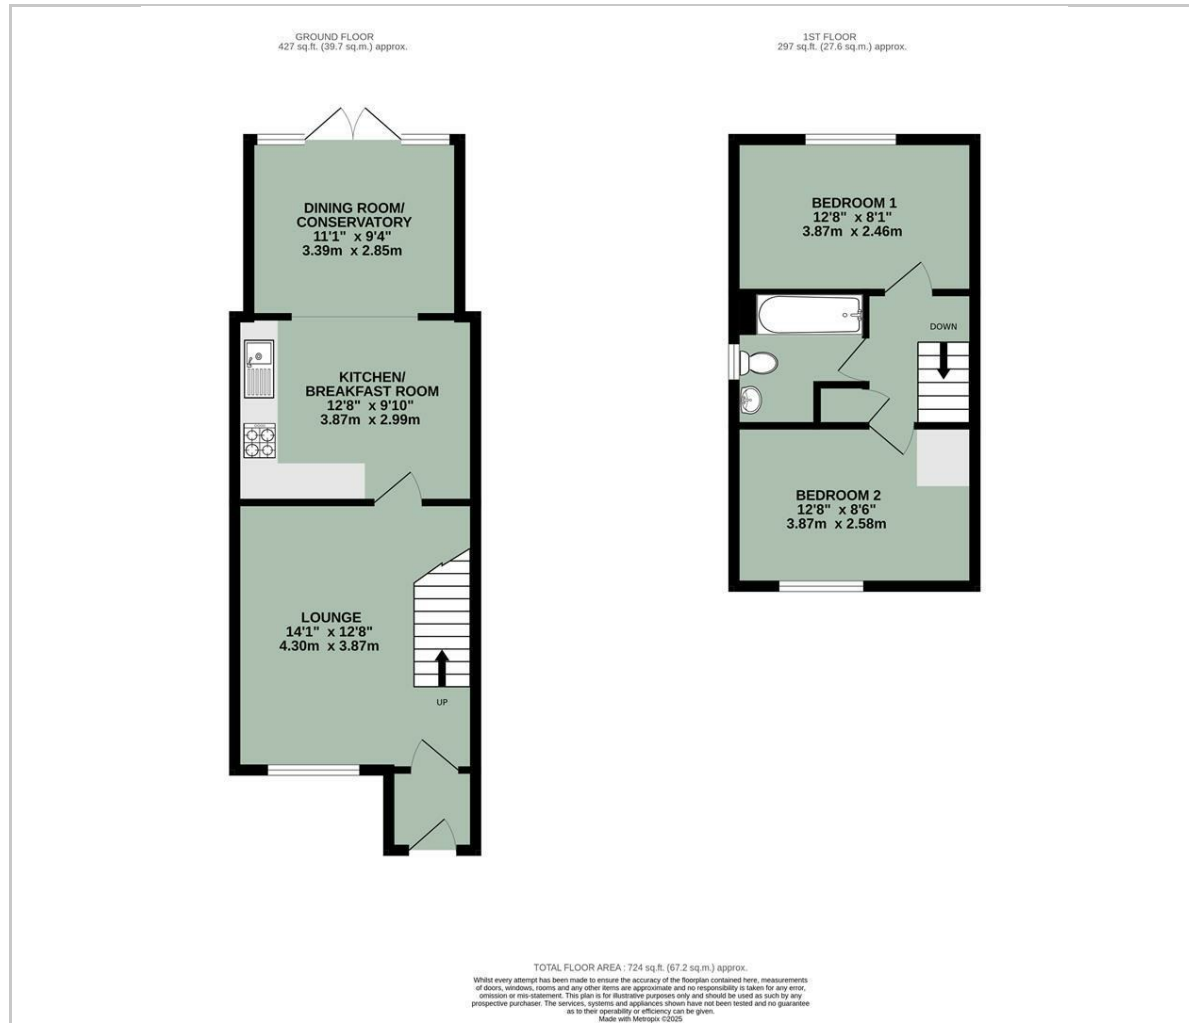 GROUND FLOOR
427 sq.ft. (39.7 sq.m.) approx.
DINING ROOM/
CONSERVATORY
11'1" x 9'4"
3.39m x 2.85m
KITCHEN/
BREAKFAST ROOM
12'8" x 9'10"
3.87m x 2.99m
LOUNGE
14'1" x 12'8"
4.30m x 3.87m
UP
1ST FLOOR
297 sq.ft. (27.6 sq.m.) approx.
BEDROOM 1
12'8" x 8'1"
3.87m x 2.46m
DOWN
BEDROOM 2
12'8" x 8'6"
3.87m x 2.58m
TOTAL FLOOR AREA : 724 sq.ft. (67.2 sq.m.) approx.
Whilst every attempt has been made to ensure the accuracy of the floorplan contained here, measurements
of doors, windows, rooms and any other items are approximate and no responsibility is taken for any error,
omission or mis-statement. This plan is for illustrative purposes only and should be used as such by any
prospective purchaser. The services, systems and appliances shown have not been tested and no guarantee
as to their operability or efficiency can be given.
Made with Metropix ©2025